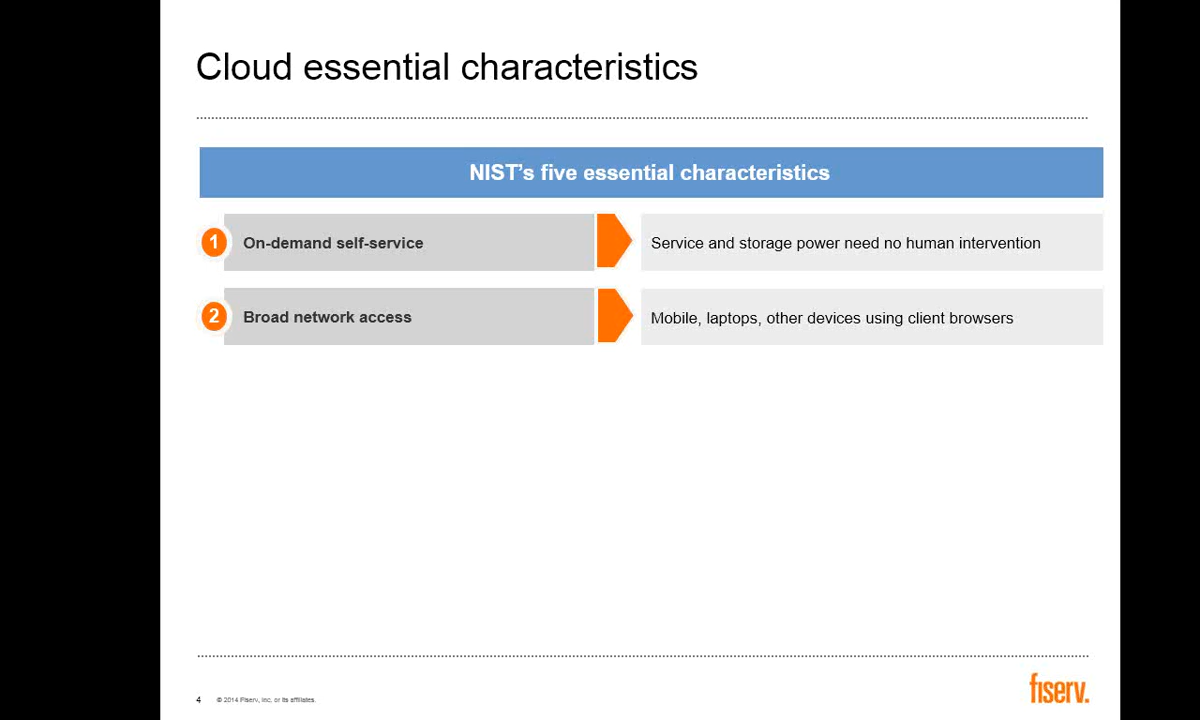 Cloud essential characteristics
NIST's five essential characteristics
1 On-demand self-service Service and storage power need no human intervention
2 Broad network access Mobile, laptops, other devices using client browsers
4 © 2014 Fiserv, Inc. or its affiliates.
fiserv.